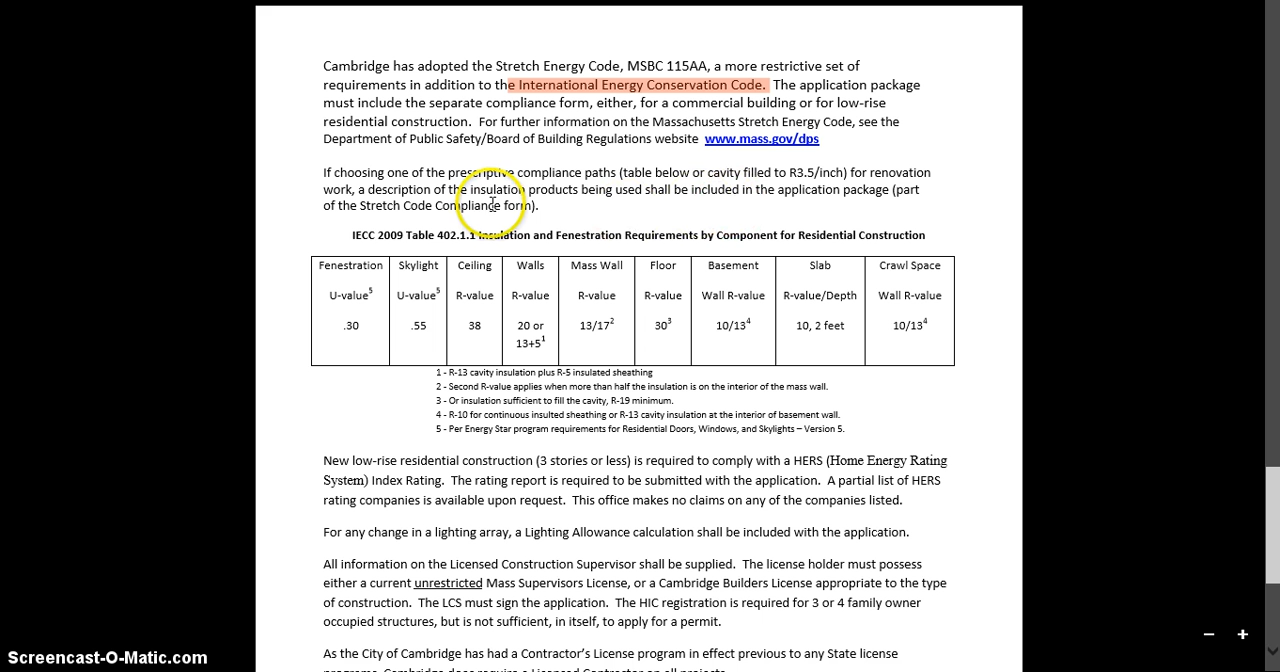 Cambridge has adopted the Stretch Energy Code, MSBC 115AA, a more restrictive set of
requirements in addition to the International Energy Conservation Code. The application package
must include the separate compliance form, either, for a commercial building or for low-rise
residential construction. For further information on the Massachusetts Stretch Energy Code, see the
Department of Public Safety/Board of Building Regulations website www.mass.gov/dps
If choosing one of the prescriptive compliance paths (table below or cavity filled to R3.5/inch) for renovation
work, a description of the insulation products being used shall be included in the application package (part
of the Stretch Code Compliance form).
IECC 2009 Table 402.1.1 Insulation and Fenestration Requirements by Component for Residential Construction
Fenestration Skylight Ceiling Walls Mass Wall Floor Basement Slab Crawl Space
U-value5 U-value5 R-value R-value R-value R-value Wall R-value R-value/Depth Wall R-value
.30 .55 38 20 or 13/172 303 10/134 10, 2 feet 10/134
13+51
1 - R-13 cavity insulation plus R-5 insulated sheathing
2 - Second R-value applies when more than half the insulation is on the interior of the mass wall.
3 - Or insulation sufficient to fill the cavity, R-19 minimum.
4 - R-10 for continuous insulted sheathing or R-13 cavity insulation at the interior of basement wall.
5 - Per Energy Star program requirements for Residential Doors, Windows, and Skylights – Version 5.
New low-rise residential construction (3 stories or less) is required to comply with a HERS (Home Energy Rating
System) Index Rating. The rating report is required to be submitted with the application. A partial list of HERS
rating companies is available upon request. This office makes no claims on any of the companies listed.
For any change in a lighting array, a Lighting Allowance calculation shall be included with the application.
All information on the Licensed Construction Supervisor shall be supplied. The license holder must possess
either a current unrestricted Mass Supervisors License, or a Cambridge Builders License appropriate to the type
of construction. The LCS must sign the application. The HIC registration is required for 3 or 4 family owner
occupied structures, but is not sufficient, in itself, to apply for a permit.
As the City of Cambridge has had a Contractor's License program in effect previous to any State license
programs, Cambridge does require a Licensed Contractor on all projects.
Screencast-O-Matic.com